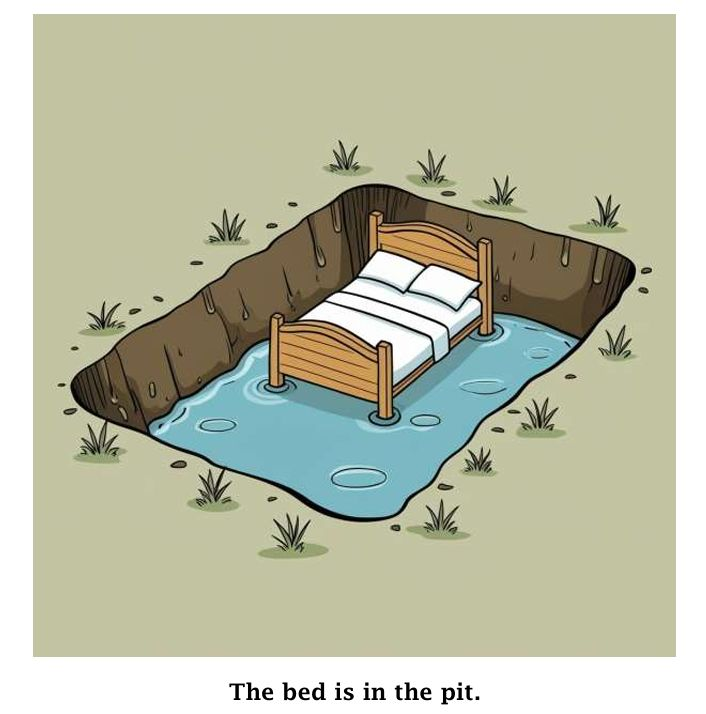 The bed is in the pit.